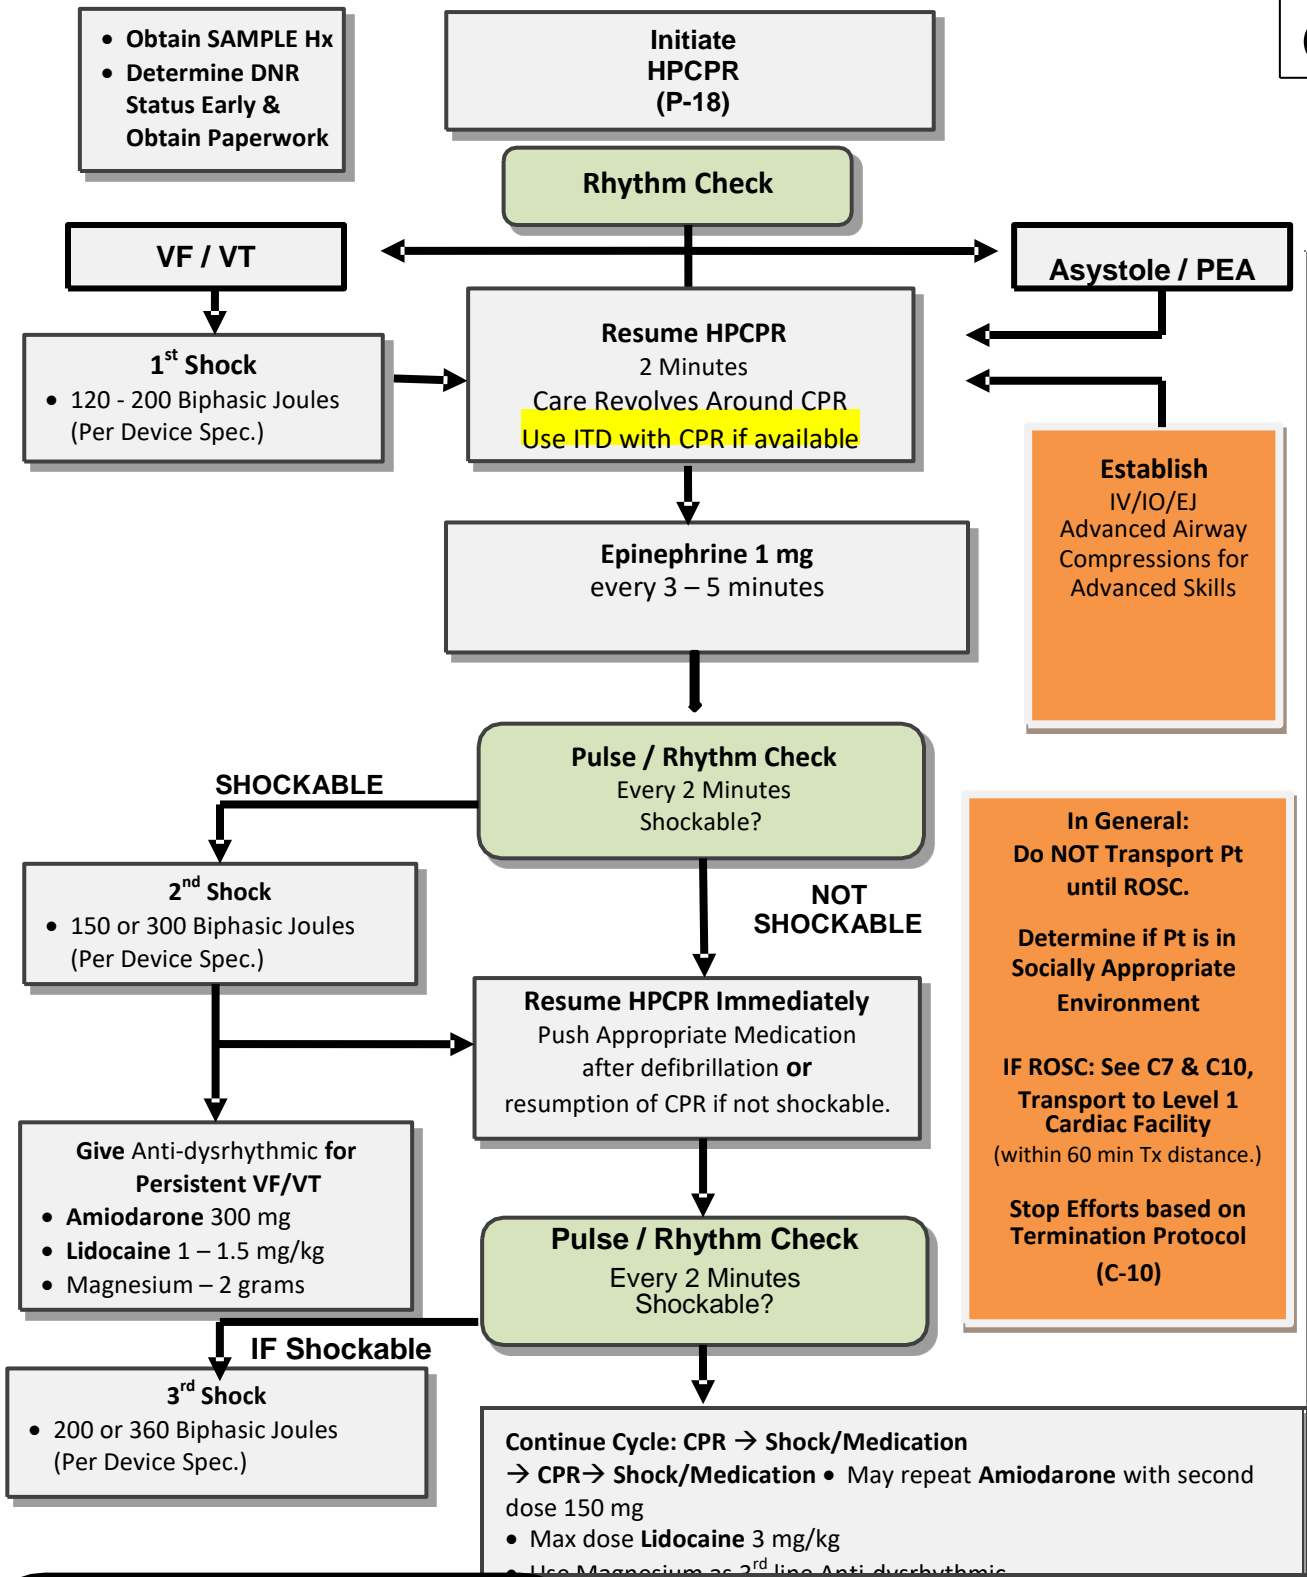 • Obtain SAMPLE Hx
• Determine DNR
Status Early &
Obtain Paperwork
Initiate
HPCPR
(P-18)
Rhythm Check
VF / VT
Asystole / PEA
1st Shock
• 120 - 200 Biphasic Joules
(Per Device Spec.)
Resume HPCPR
2 Minutes
Care Revolves Around CPR
Use ITD with CPR if available
Establish
IV/IO/EJ
Advanced Airway
Compressions for
Advanced Skills
Epinephrine 1 mg
every 3 – 5 minutes
Pulse / Rhythm Check
Every 2 Minutes
Shockable?
SHOCKABLE
NOT
SHOCKABLE
2nd Shock
• 150 or 300 Biphasic Joules
(Per Device Spec.)
In General:
Do NOT Transport Pt
until ROSC.
Determine if Pt is in
Socially Appropriate
Environment
IF ROSC: See C7 & C10,
Transport to Level 1
Cardiac Facility
(within 60 min Tx distance.)
Stop Efforts based on
Termination Protocol
(C-10)
Resume HPCPR Immediately
Push Appropriate Medication
after defibrillation or
resumption of CPR if not shockable.
Give Anti-dysrhythmic for
Persistent VF/VT
• Amiodarone 300 mg
• Lidocaine 1 – 1.5 mg/kg
• Magnesium – 2 grams
Pulse / Rhythm Check
Every 2 Minutes
Shockable?
IF Shockable
3rd Shock
• 200 or 360 Biphasic Joules
(Per Device Spec.)
Continue Cycle: CPR → Shock/Medication
→ CPR→ Shock/Medication • May repeat Amiodarone with second
dose 150 mg
• Max dose Lidocaine 3 mg/kg
• Use Magnesium as 3rd line Anti-dysrhythmic